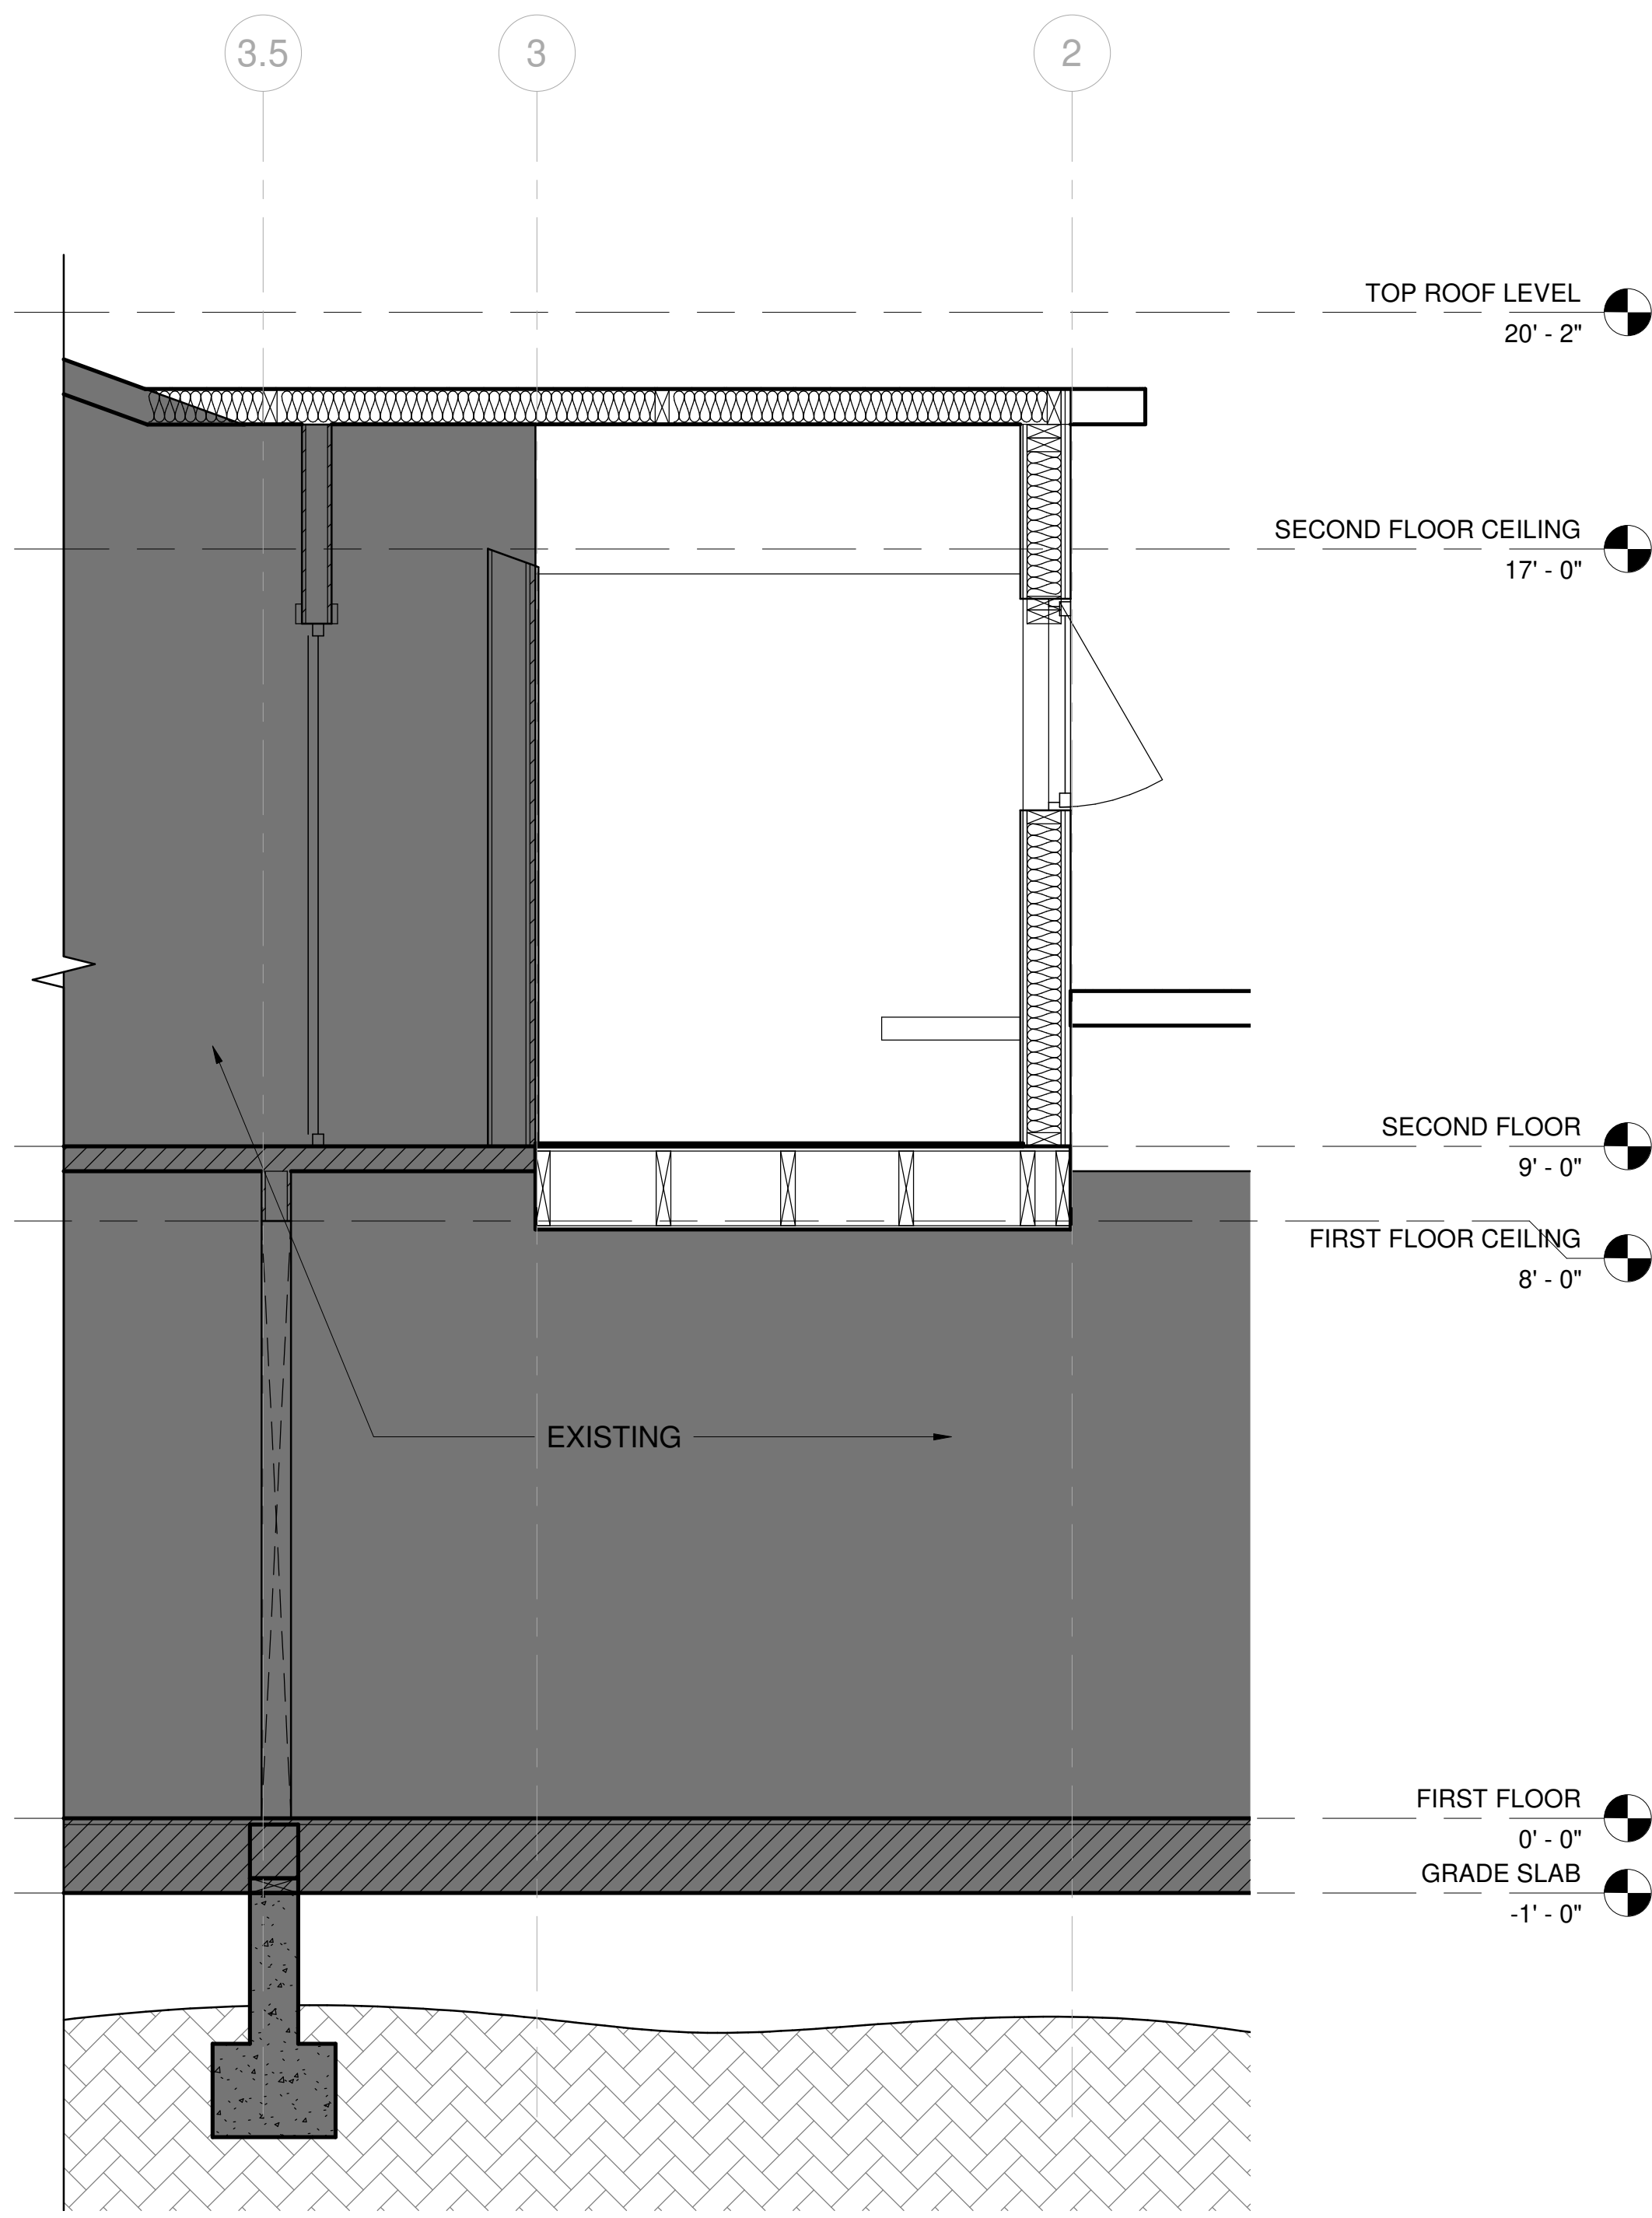 3.5
3
2
TOP ROOF LEVEL
20' - 2"
SECOND FLOOR CEILING
17' - 0"
SECOND FLOOR
9' - 0"
FIRST FLOOR CEILING
8' - 0"
EXISTING
FIRST FLOOR
0' - 0"
GRADE SLAB
-1' - 0"